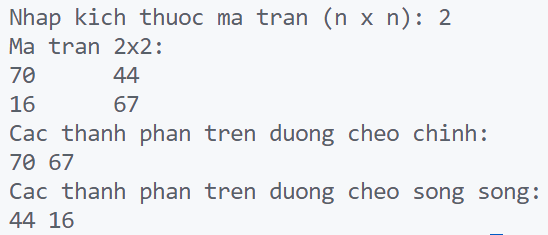 Nhap kich thuoc ma tran (n x n): 2
Ma tran 2x2:
70 44
16 67
Cac thanh phan tren duong cheo chinh:
70 67
Cac thanh phan tren duong cheo song song:
44 16